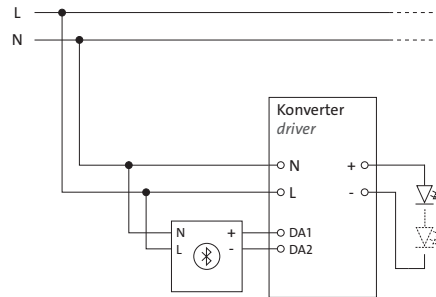 L
N
Konverter
driver
N +
L -
N +
L -
DA1
DA2